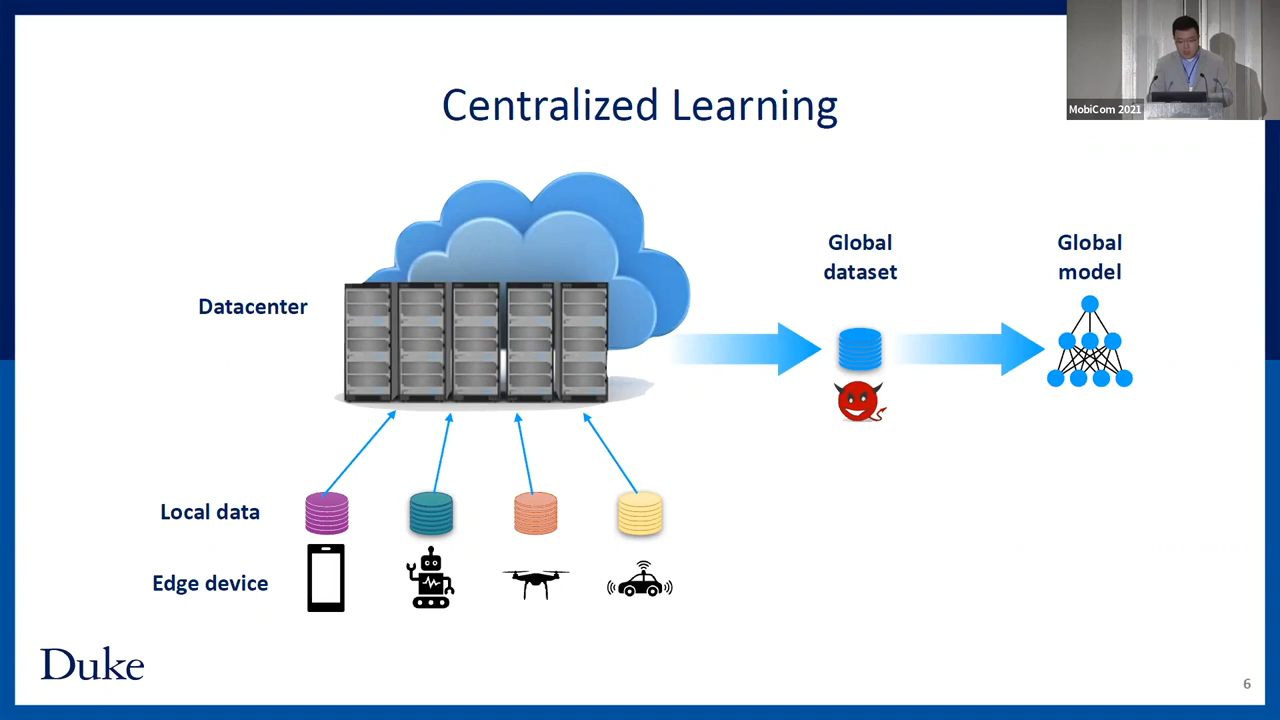 MobiCom 2021
Centralized Learning
Global
dataset
Global
model
Datacenter
Local data
Edge device
Duke
6